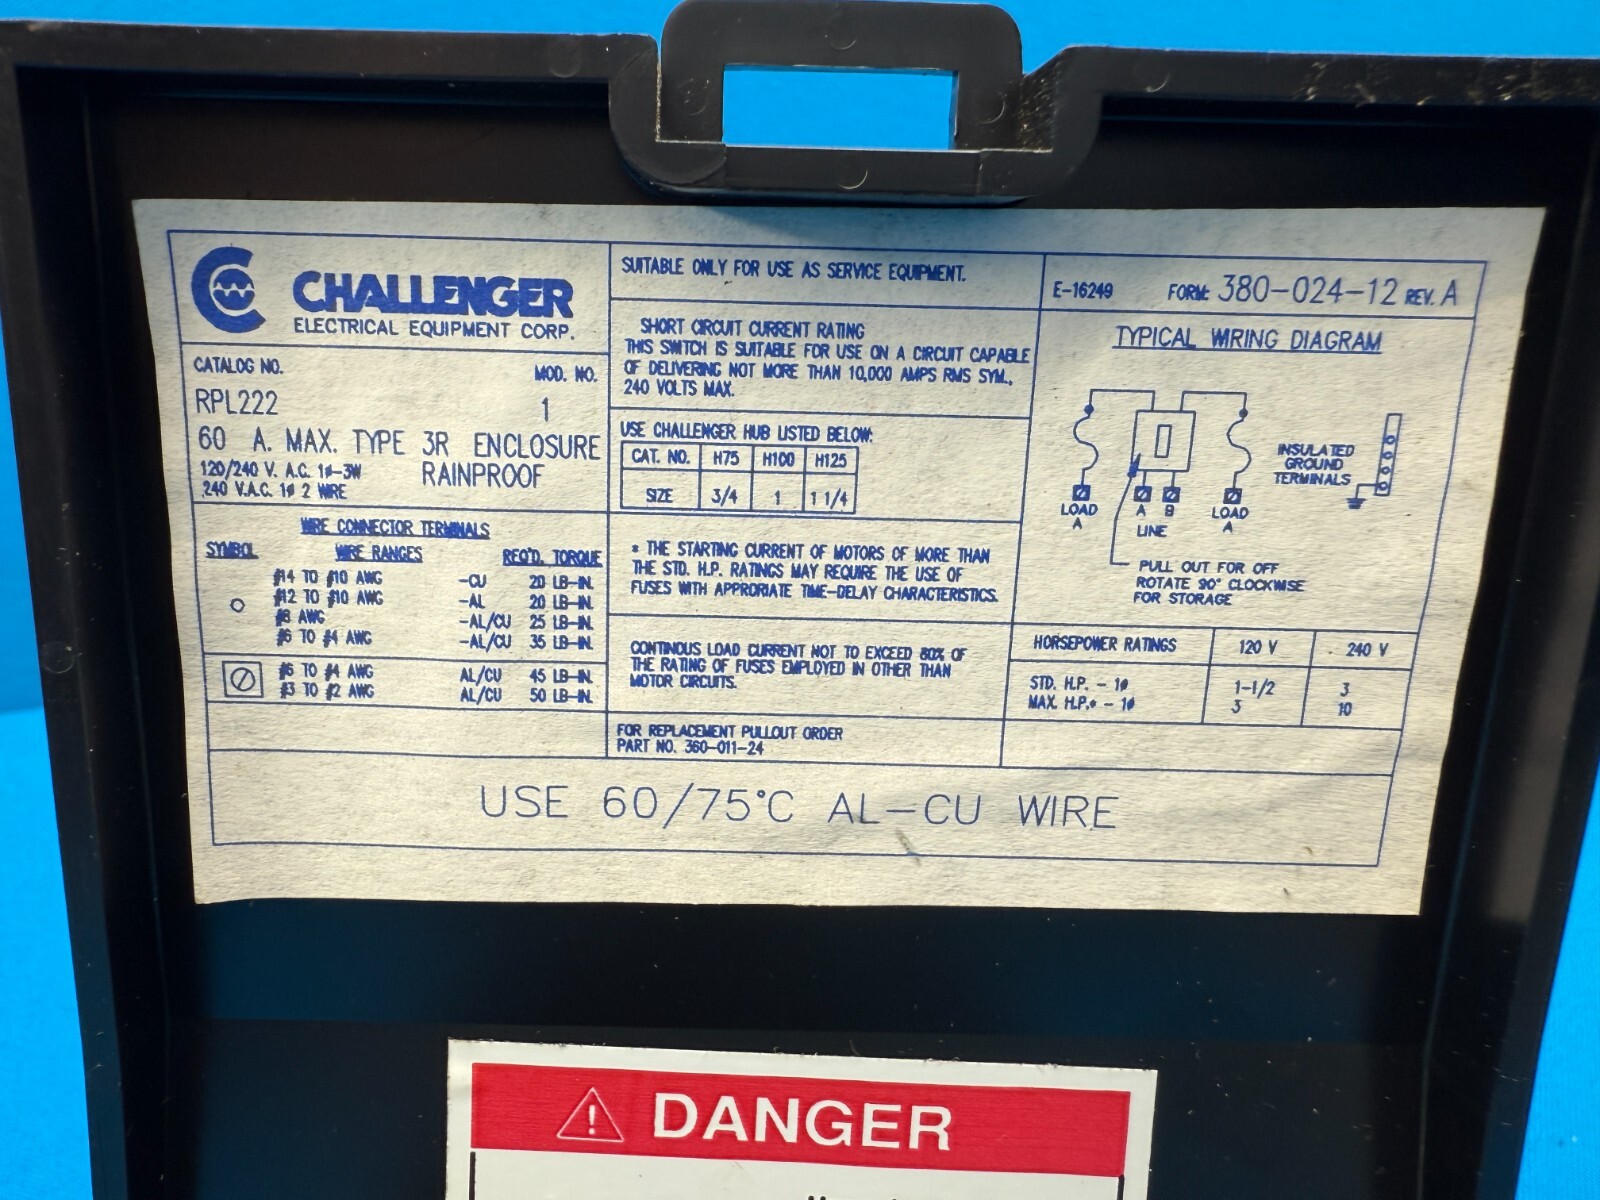 CHALLENGER
ELECTRICAL EQUIPMENT CORP.
CATALOG NO.
MOD. NO.
RPL222
1
60 A. MAX. TYPE 3R ENCLOSURE
120/240 V. A.C. 1ø-3W
RAINPROOF
240 V.A.C. 1ø 2 WIRE
WIRE CONNECTOR TERMINALS
SYMBOL WIRE RANGES REQ'D. TORQUE
#14 TO #10 AWG -CU 20 LB-IN.
#12 TO #10 AWG -AL 20 LB-IN.
#8 AWG -AL/CU 25 LB-IN.
#6 TO #4 AWG -AL/CU 35 LB-IN.
#6 TO #4 AWG AL/CU 45 LB-IN.
#3 TO #2 AWG AL/CU 50 LB-IN.
SUITABLE ONLY FOR USE AS SERVICE EQUIPMENT.
SHORT CIRCUIT CURRENT RATING
THIS SWITCH IS SUITABLE FOR USE ON A CIRCUIT CAPABLE
OF DELIVERING NOT MORE THAN 10,000 AMPS RMS SYM.,
240 VOLTS MAX.
USE CHALLENGER HUB LISTED BELOW:
CAT. NO. H75 H100 H125
SIZE 3/4 1 1 1/4
* THE STARTING CURRENT OF MOTORS OF MORE THAN
THE STD. H.P. RATINGS MAY REQUIRE THE USE OF
FUSES WITH APPRORIATE TIME-DELAY CHARACTERISTICS.
CONTINOUS LOAD CURRENT NOT TO EXCEED 80% OF
THE RATING OF FUSES EMPLOYED IN OTHER THAN
MOTOR CIRCUITS.
FOR REPLACEMENT PULLOUT ORDER
PART NO. 360-011-24
E-16249 FORM: 380-024-12 REV. A
TYPICAL WIRING DIAGRAM
INSULATED
GROUND
TERMINALS
LOAD
A
A B
LINE
LOAD
A
PULL OUT FOR OFF
ROTATE 90° CLOCKWISE
FOR STORAGE
HORSEPOWER RATINGS 120 V 240 V
STD. H.P. - 1ø 1-1/2 3
MAX. H.P.* - 1ø 3 10
USE 60/75°C AL-CU WIRE
DANGER